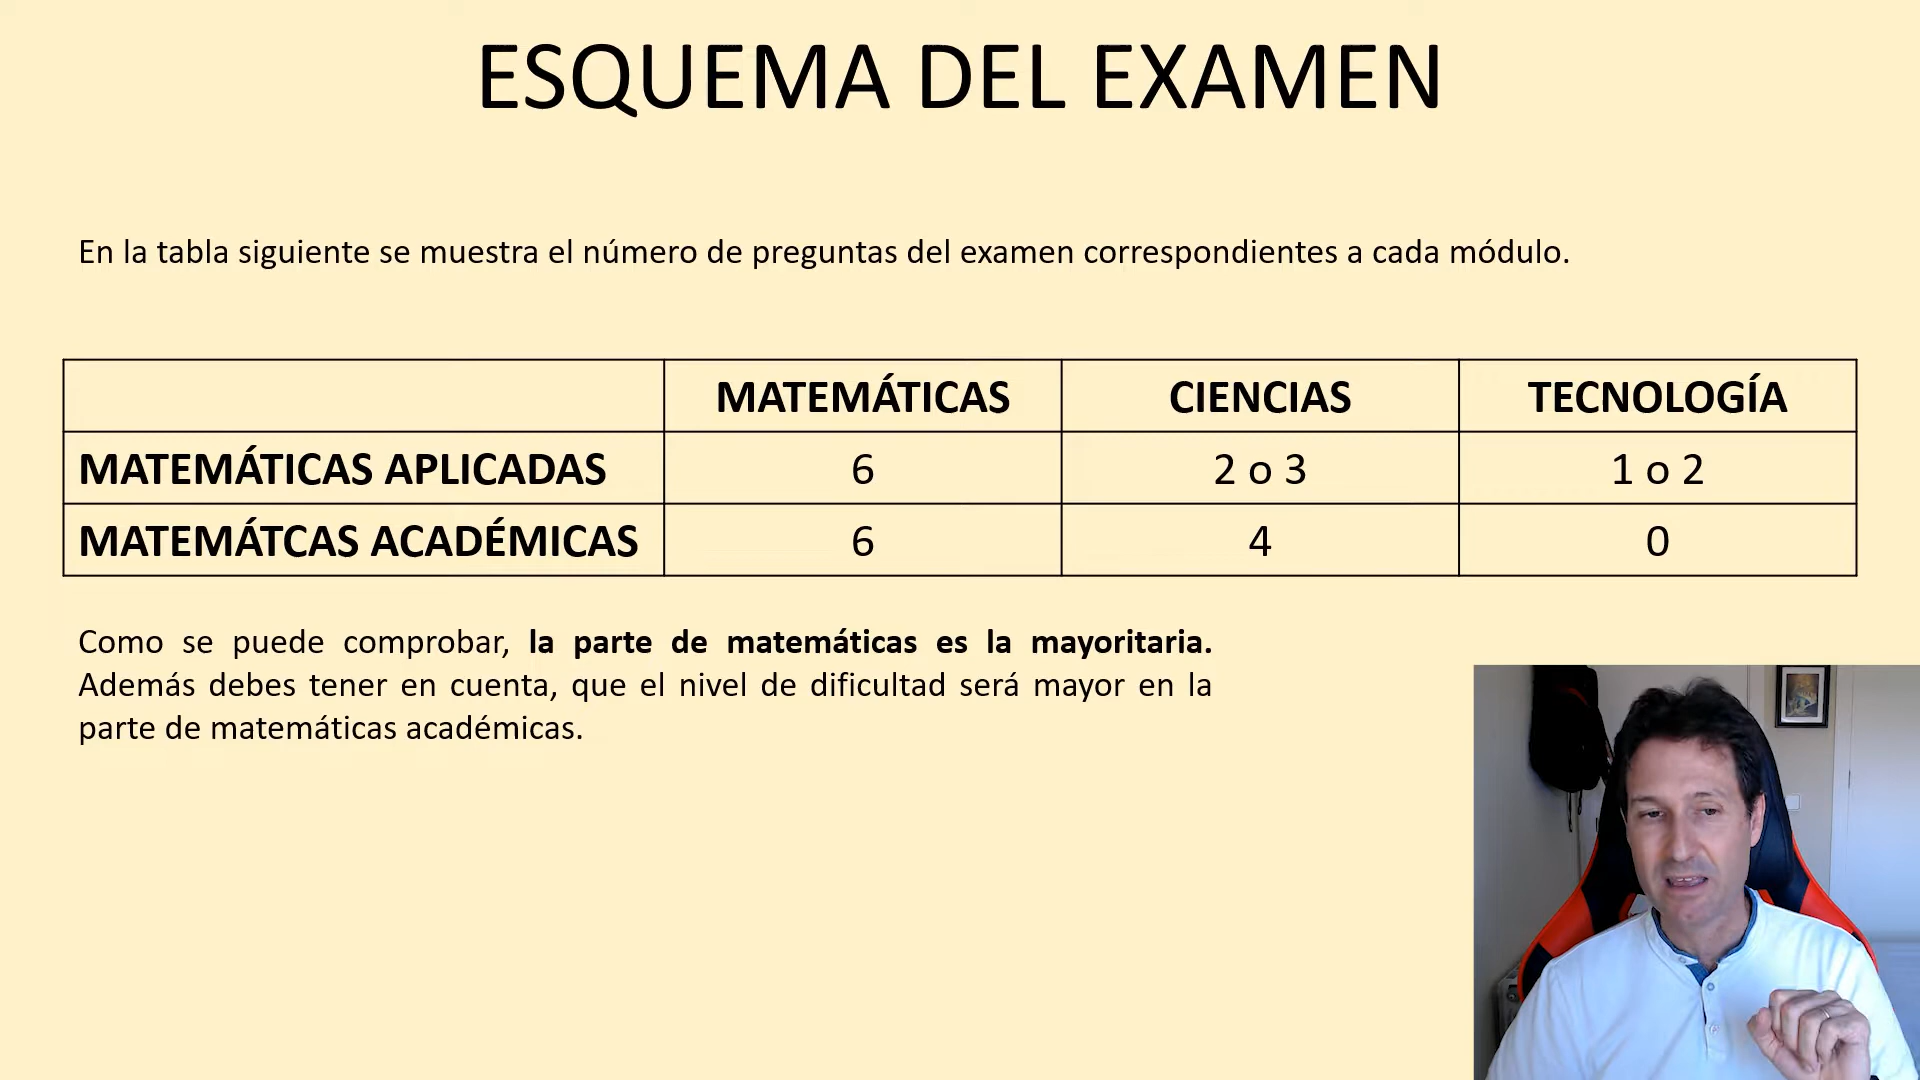 ESQUEMA DEL EXAMEN
En la tabla siguiente se muestra el número de preguntas del examen correspondientes a cada módulo.
MATEMÁTICAS CIENCIAS TECNOLOGÍA
MATEMÁTICAS APLICADAS 6 2 o 3 1 o 2
MATEMÁTCAS ACADÉMICAS 6 4 0
Como se puede comprobar, la parte de matemáticas es la mayoritaria.
Además debes tener en cuenta, que el nivel de dificultad será mayor en la
parte de matemáticas académicas.